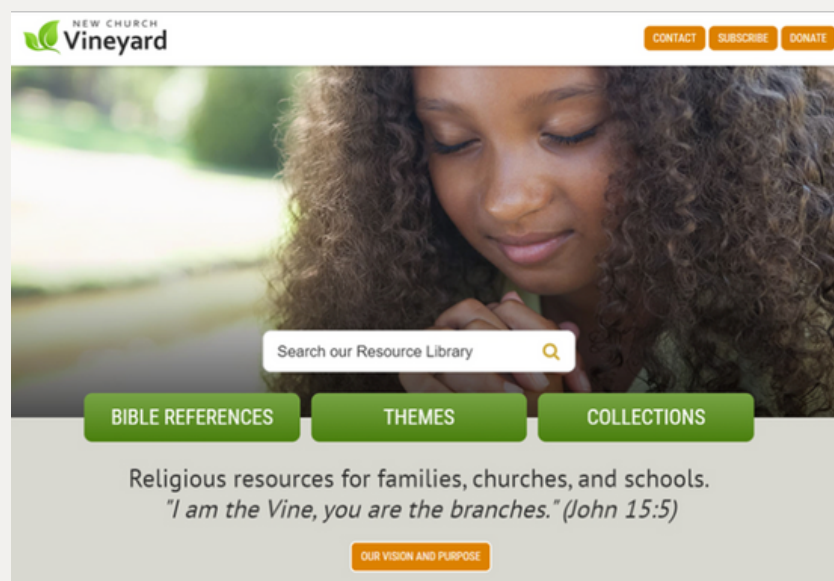 NEW CHURCH
Vineyard
CONTACT SUBSCRIBE DONATE
Search our Resource Library
BIBLE REFERENCES THEMES COLLECTIONS
Religious resources for families, churches, and schools.
"I am the Vine, you are the branches." (John 15:5)
OUR VISION AND PURPOSE